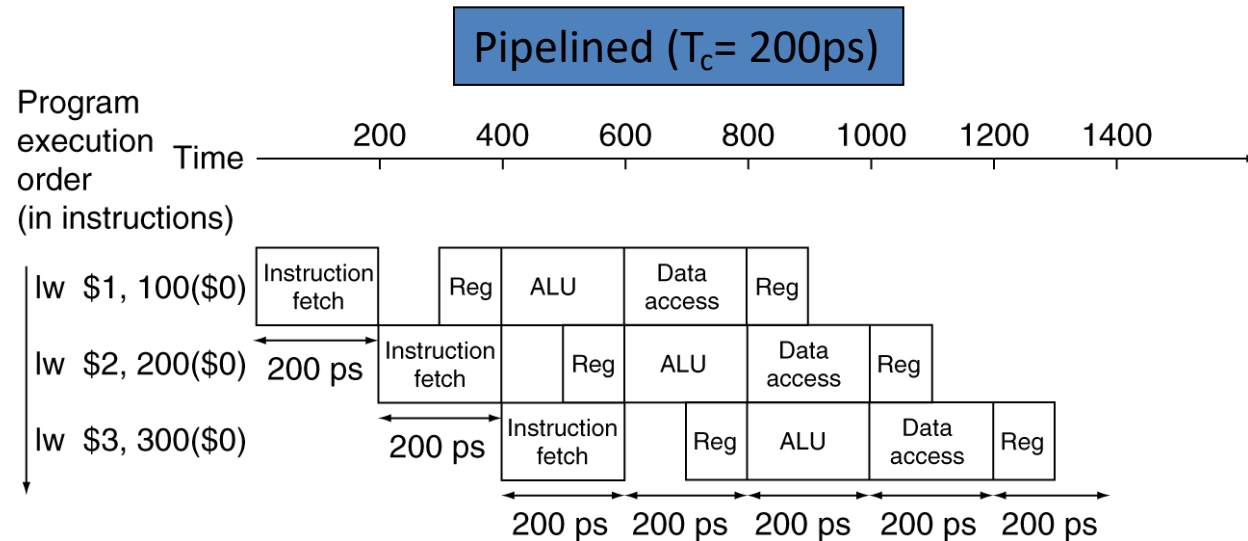 Pipelined (Tc= 200ps)
Program
execution
order
(in instructions)
Time
200 400 600 800 1000 1200 1400
lw $1, 100($0)
Instruction
fetch
Reg
ALU
Data
access
Reg
lw $2, 200($0)
200 ps
Instruction
fetch
Reg
ALU
Data
access
Reg
lw $3, 300($0)
200 ps
Instruction
fetch
Reg
ALU
Data
access
Reg
200 ps 200 ps 200 ps 200 ps 200 ps